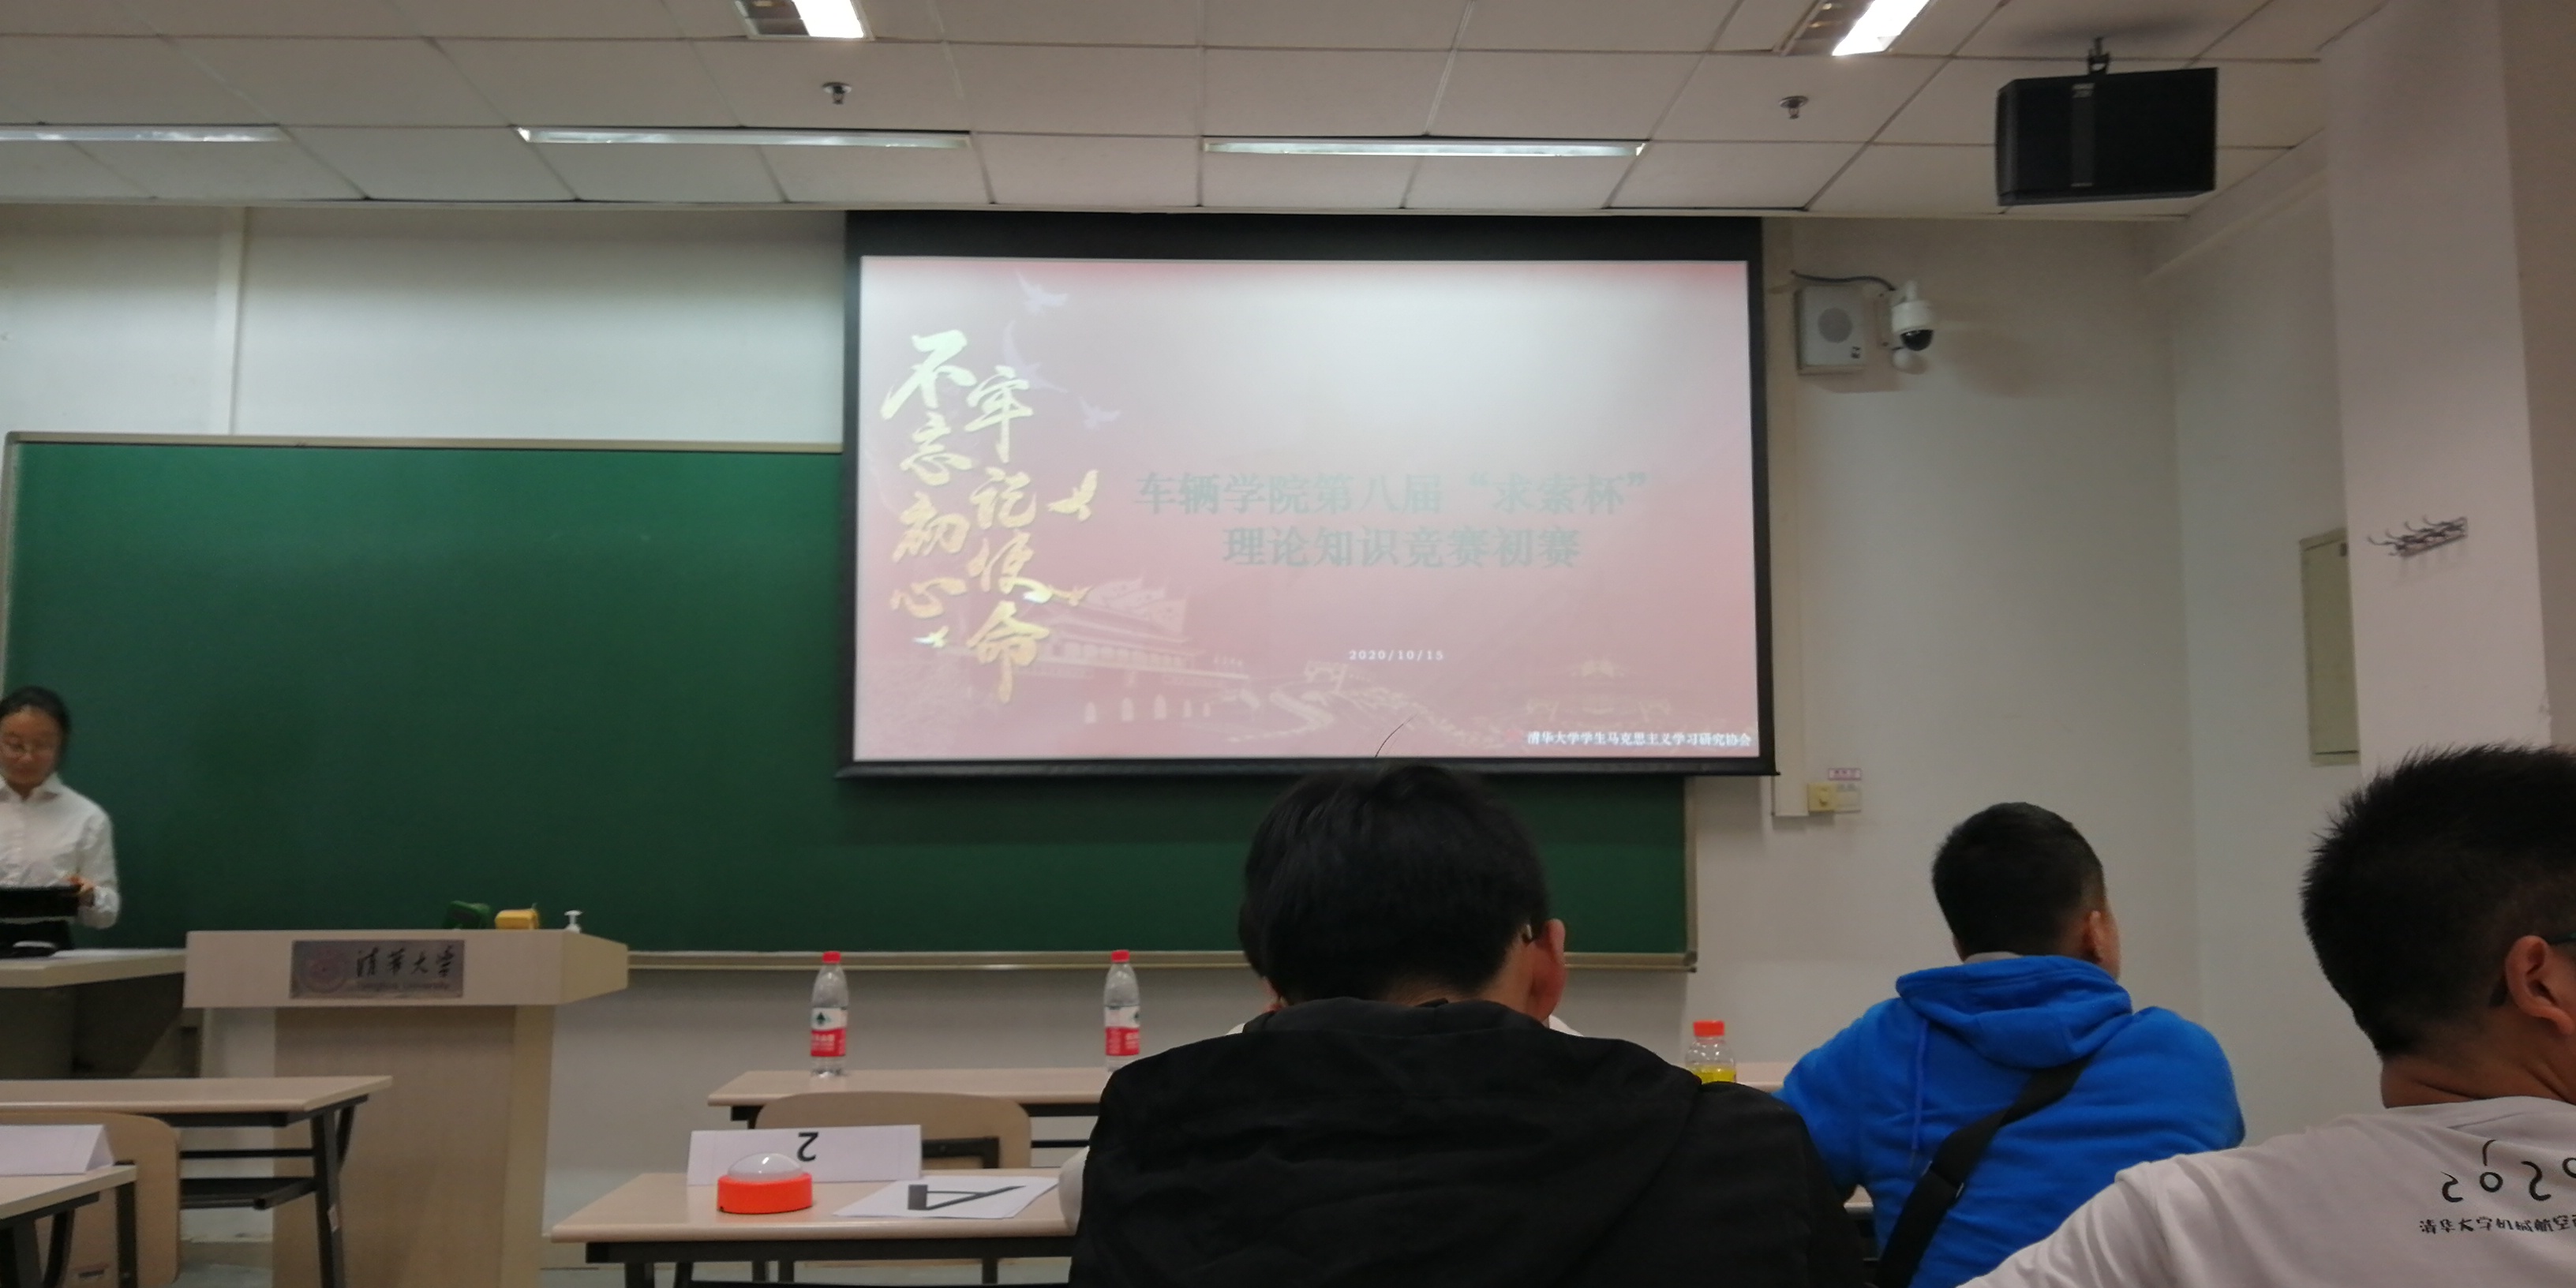 不忘初心
牢记使命
车辆学院第八届“求索杯”
理论知识竞赛初赛
2020/10/15
清华大学学生马克思主义学习研究协会
清华大学
Tsinghua University
2
A
清华大学机械航空